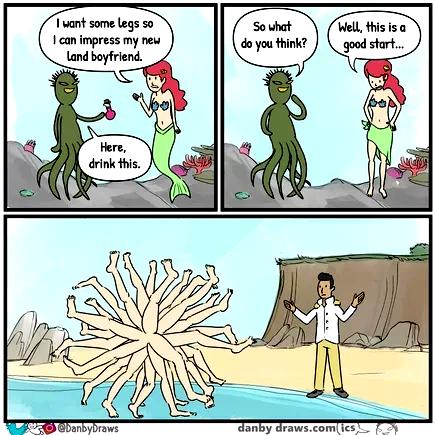 I want some legs so
I can impress my new
land boyfriend.
Here,
drink this.
So what
do you think?
Well, this is a
good start...
@DanbyDraws
danby draws.com(ics